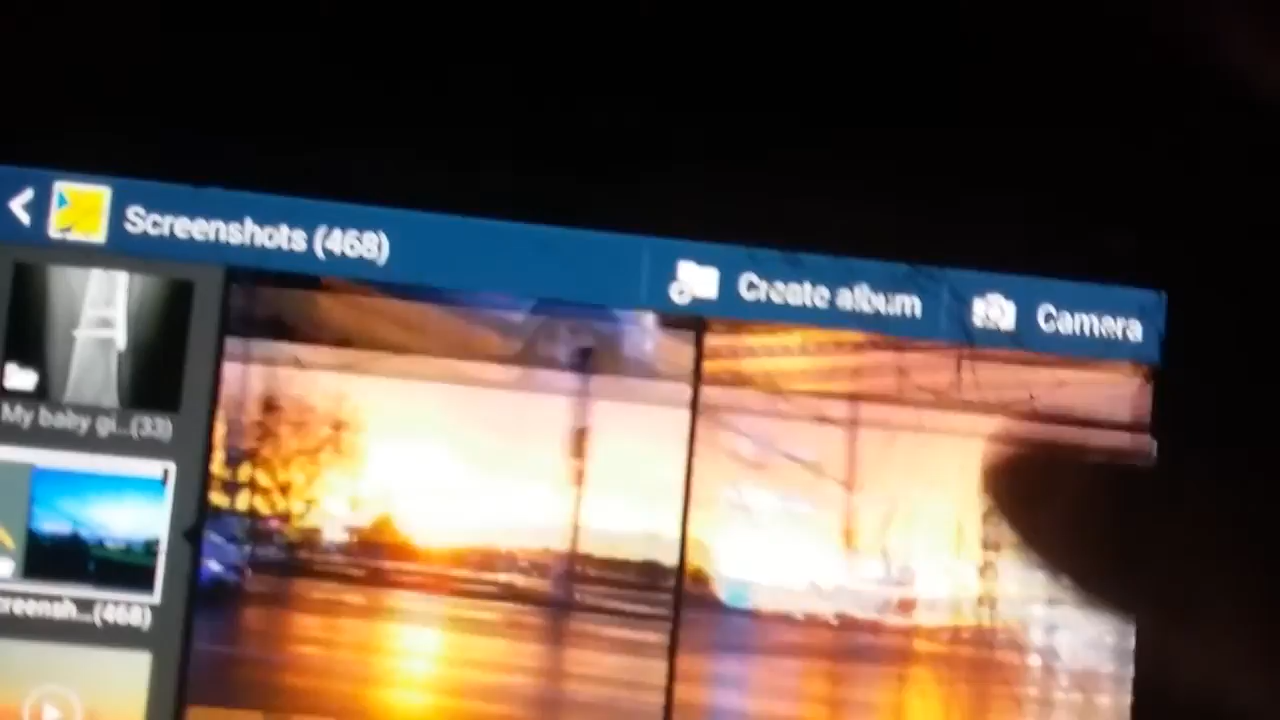 Screenshots (468)
Create album
Camera
My baby gi...(33)
creensh...(468)